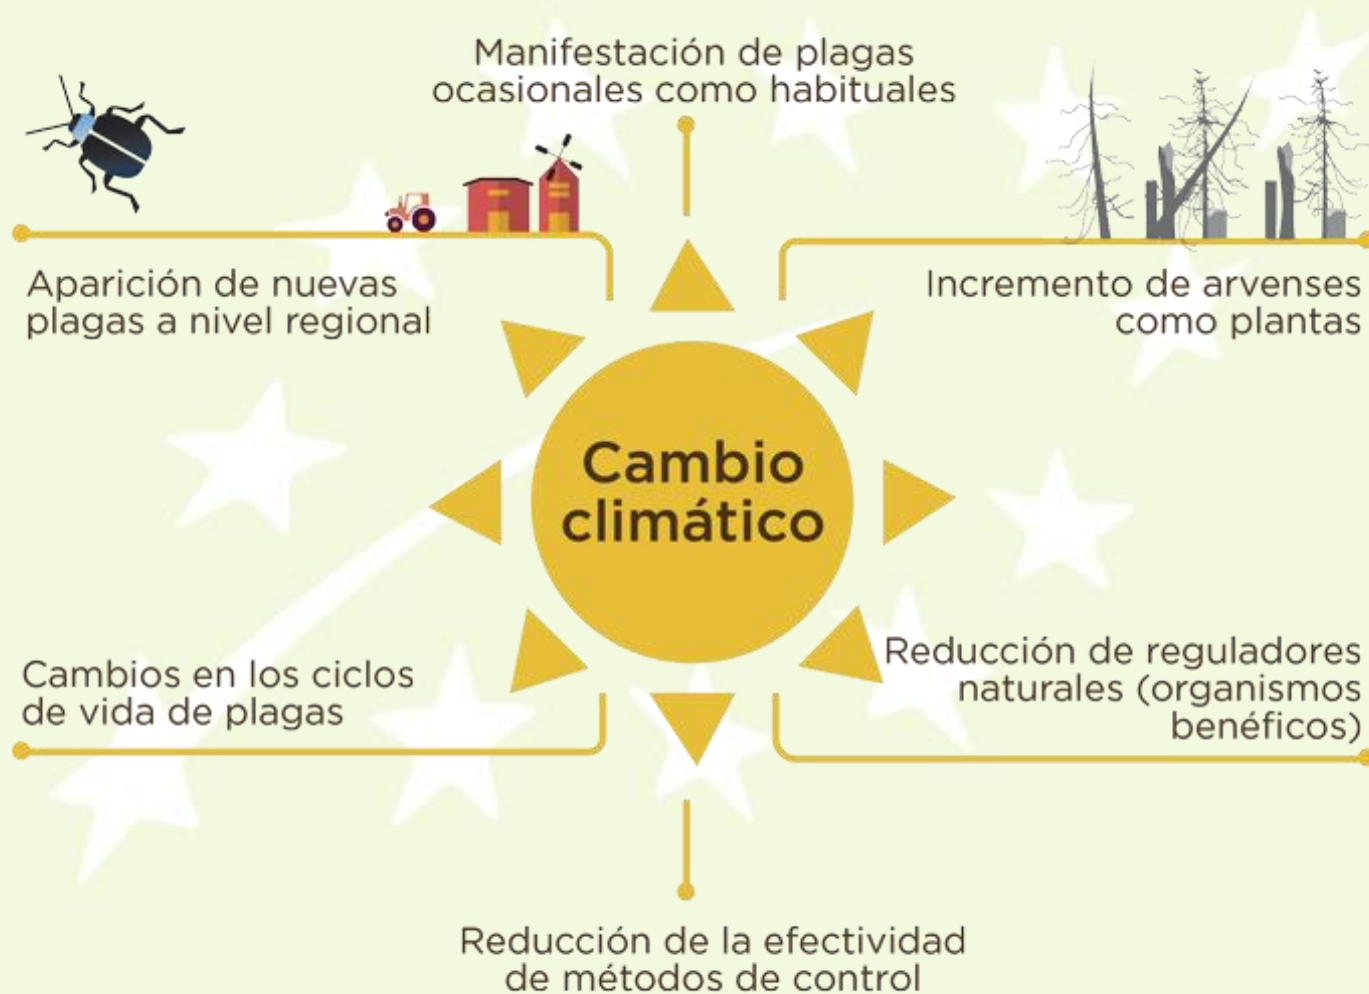 Manifestación de plagas
ocasionales como habituales
Aparición de nuevas
plagas a nivel regional
Incremento de arvenses
como plantas
Cambio
climático
Cambios en los ciclos
de vida de plagas
Reducción de reguladores
naturales (organismos
benéficos)
Reducción de la efectividad
de métodos de control